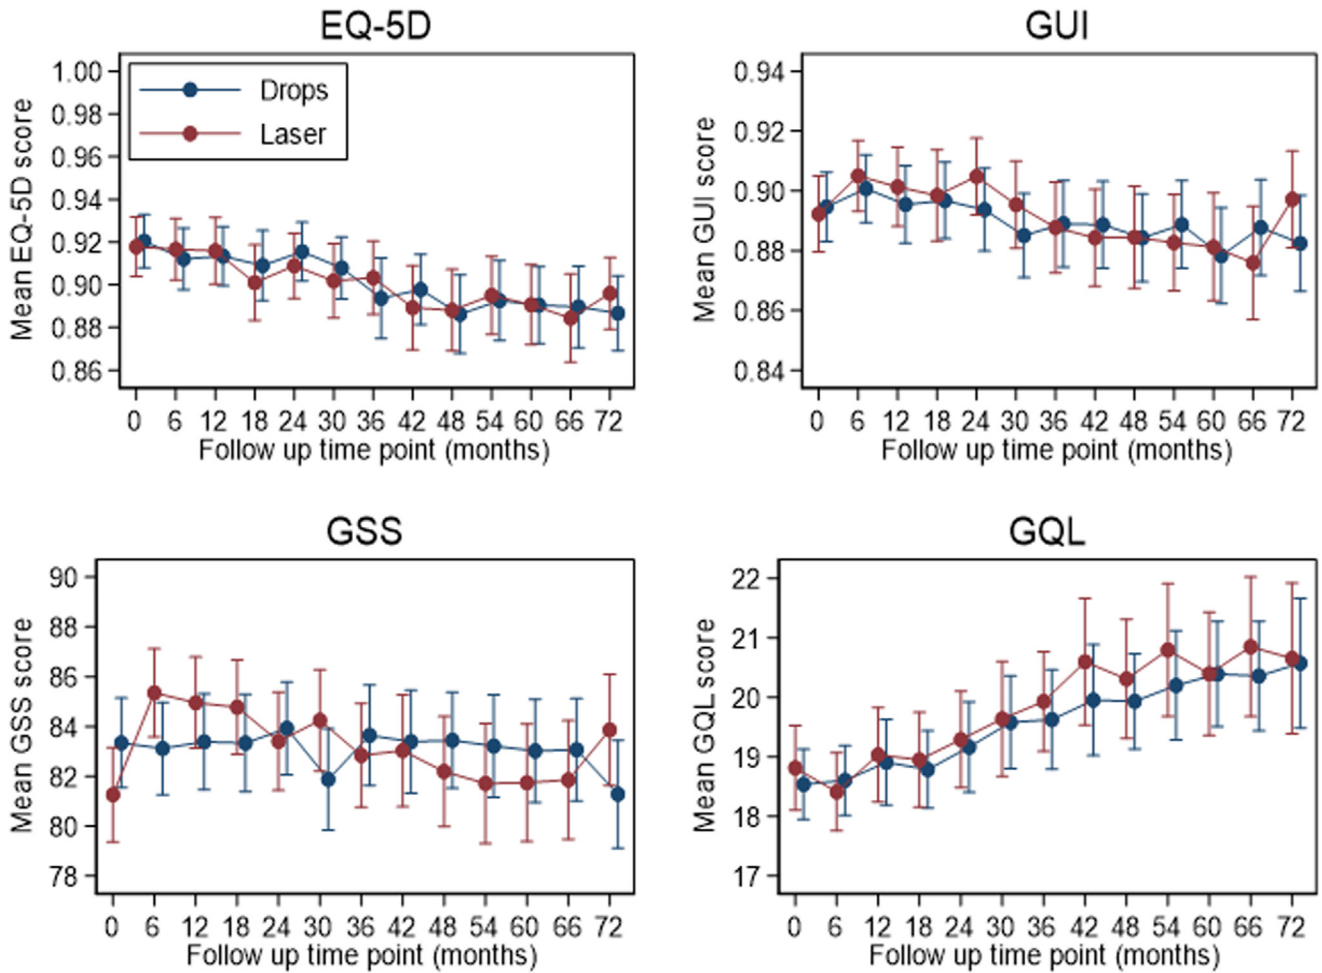 EQ-5D
Mean EQ-5D score
1.00
0.98
0.96
0.94
0.92
0.90
0.88
0.86
Drops
Laser
0 6 12 18 24 30 36 42 48 54 60 66 72
Follow up time point (months)
GUI
Mean GUI score
0.94
0.92
0.90
0.88
0.86
0.84
0 6 12 18 24 30 36 42 48 54 60 66 72
Follow up time point (months)
GSS
Mean GSS score
90
88
86
84
82
80
78
0 6 12 18 24 30 36 42 48 54 60 66 72
Follow up time point (months)
GQL
Mean GQL score
22
21
20
19
18
17
0 6 12 18 24 30 36 42 48 54 60 66 72
Follow up time point (months)